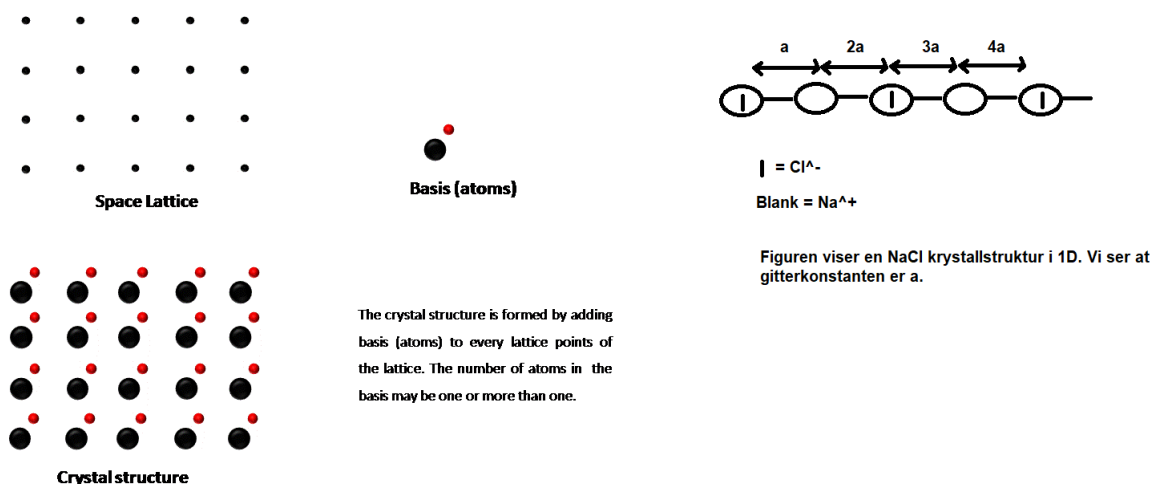 Space Lattice
Basis (atoms)
Crystal structure
The crystal structure is formed by adding
basis (atoms) to every lattice points of
the lattice. The number of atoms in the
basis may be one or more than one.
a 2a 3a 4a
| = Cl^-
Blank = Na^+
Figuren viser en NaCl krystallstruktur i 1D. Vi ser at
gitterkonstanten er a.